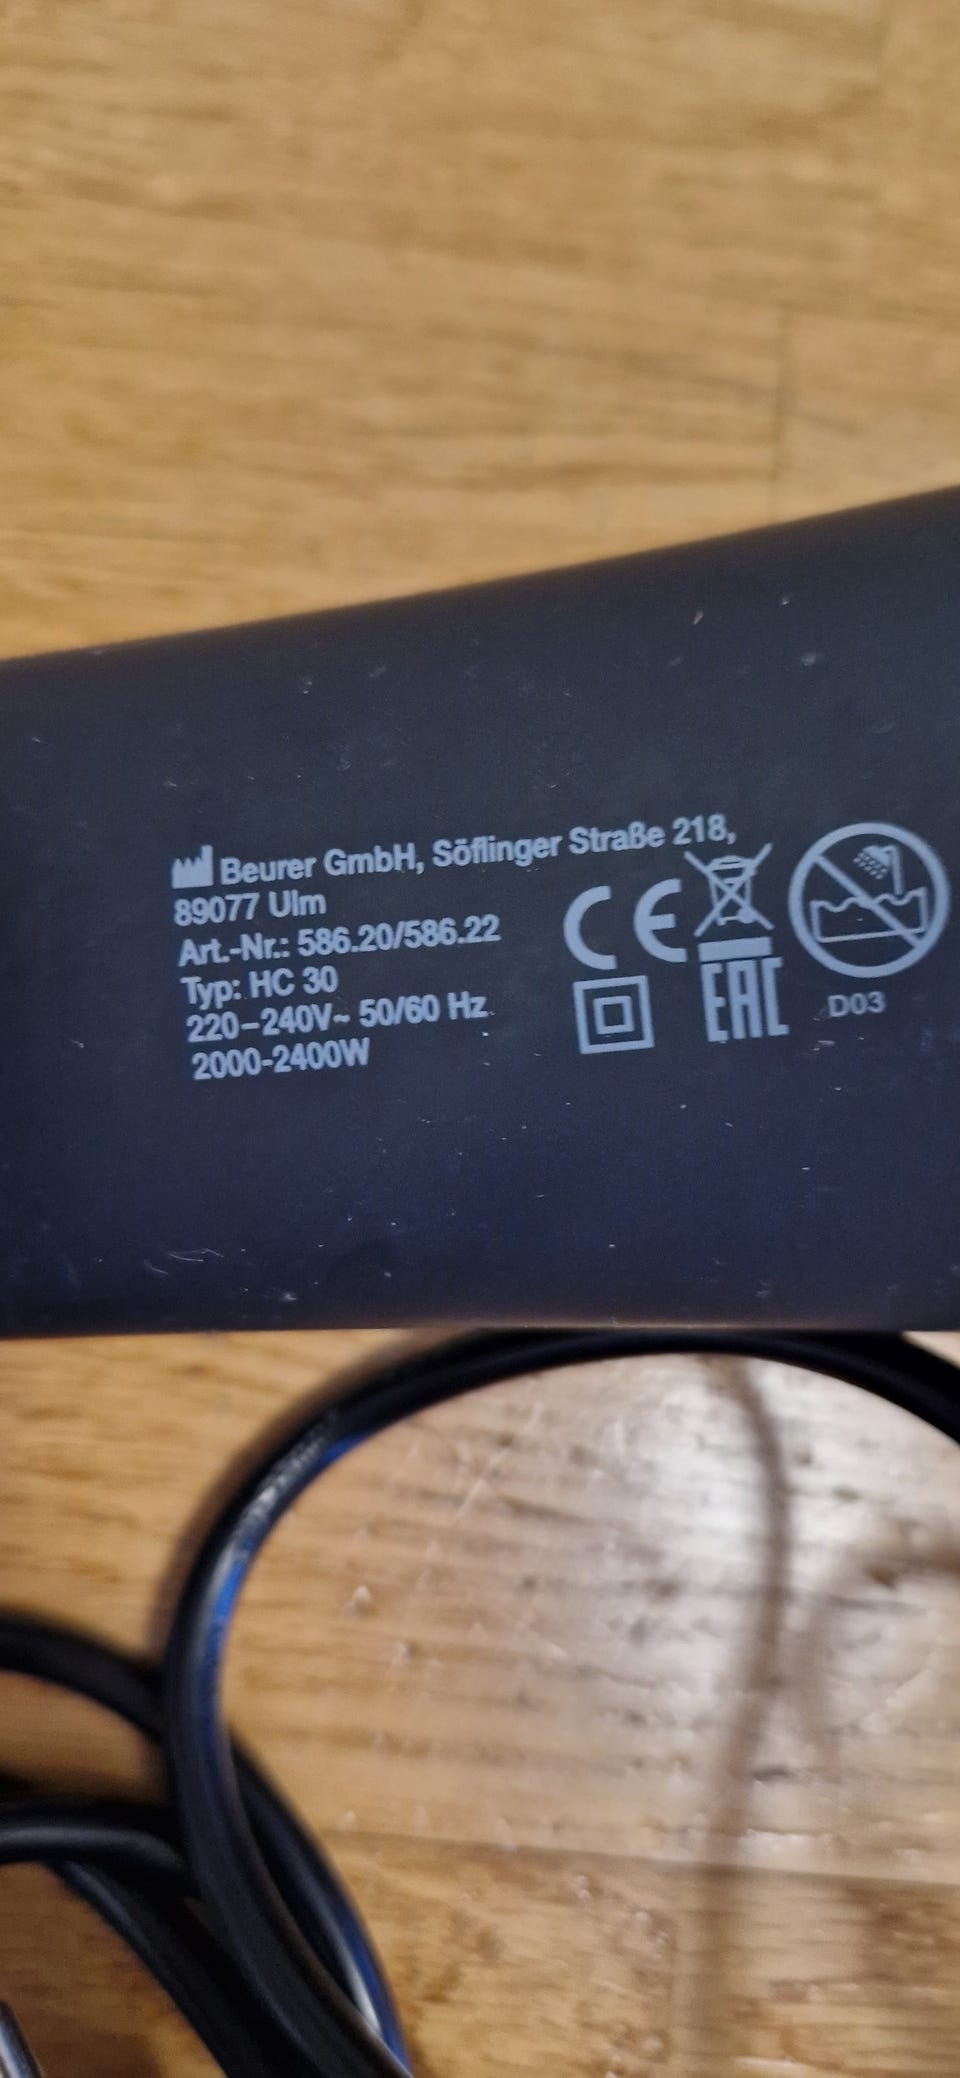 Beurer GmbH, Söflinger Straße 218,
89077 Ulm
Art.-Nr.: 586.20/586.22
Typ: HC 30
220–240V~ 50/60 Hz
2000-2400W
CE
EAC
D03